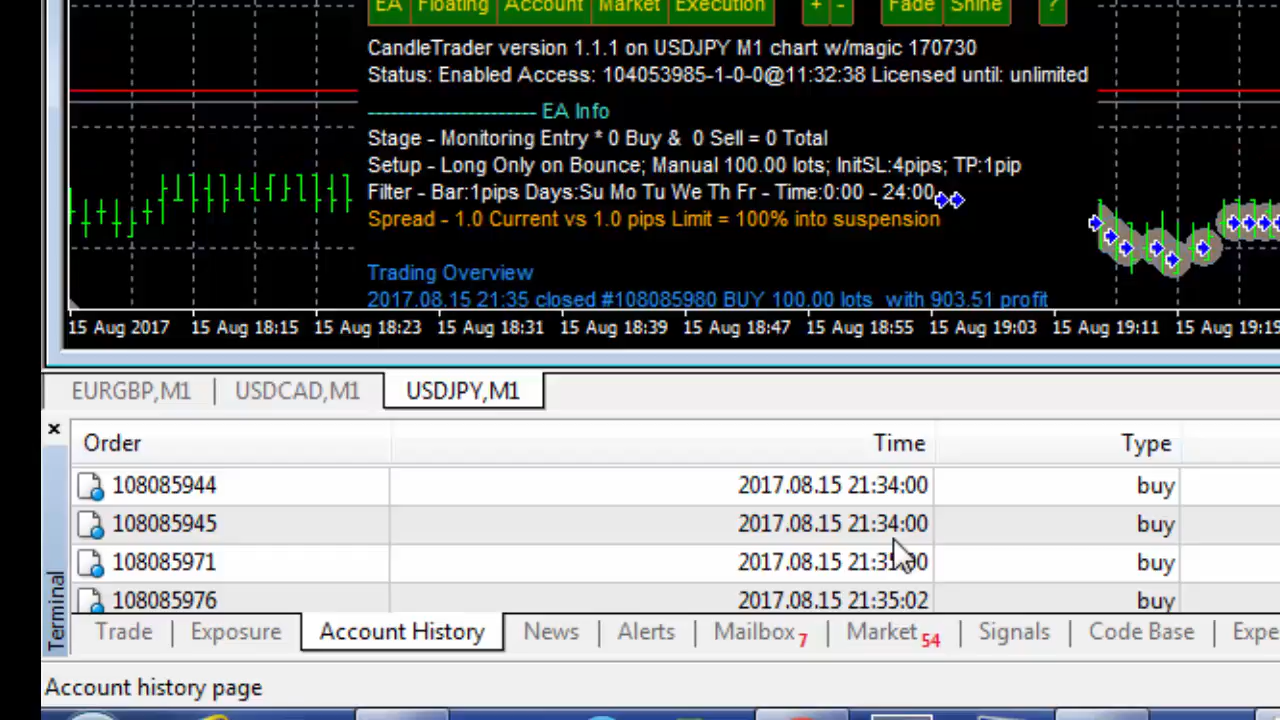 EA Floating Account Market Execution + - Fade Shine ?
CandleTrader version 1.1.1 on USDJPY M1 chart w/magic 170730
Status: Enabled Access: 104053985-1-0-0@11:32:38 Licensed until: unlimited
---------------------- EA Info
Stage - Monitoring Entry * 0 Buy & 0 Sell = 0 Total
Setup - Long Only on Bounce; Manual 100.00 lots; InitSL:4pips; TP:1pip
Filter - Bar:1pips Days:Su Mo Tu We Th Fr - Time:0:00 - 24:00
Spread - 1.0 Current vs 1.0 pips Limit = 100% into suspension
Trading Overview
2017.08.15 21:35 closed #108085980 BUY 100.00 lots with 903.51 profit
15 Aug 2017 15 Aug 18:15 15 Aug 18:23 15 Aug 18:31 15 Aug 18:39 15 Aug 18:47 15 Aug 18:55 15 Aug 19:03 15 Aug 19:11 15 Aug 19:19
EURGBP,M1 USDCAD,M1 USDJPY,M1
Order Time Type
108085944 2017.08.15 21:34:00 buy
108085945 2017.08.15 21:34:00 buy
108085971 2017.08.15 buy
108085976 2017.08.15 21:35:02 buy
Terminal
Trade Exposure Account History News Alerts Mailbox 7 Market 54 Signals Code Base Expe
Account history page